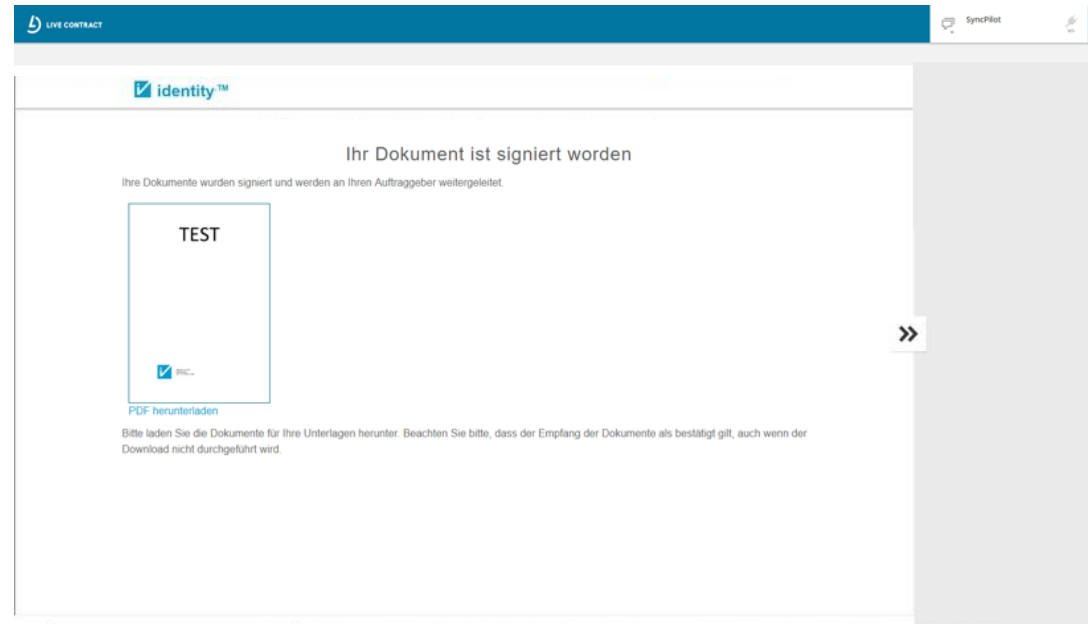 LIVE CONTRACT
SyncPilot
identity™
Ihr Dokument ist signiert worden
Ihre Dokumente wurden signiert und werden an Ihren Auftraggeber weitergeleitet.
TEST
PDF herunterladen
Bitte laden Sie die Dokumente für Ihre Unterlagen herunter. Beachten Sie bitte, dass der Empfang der Dokumente als bestätigt gilt, auch wenn der
Download nicht durchgeführt wird.